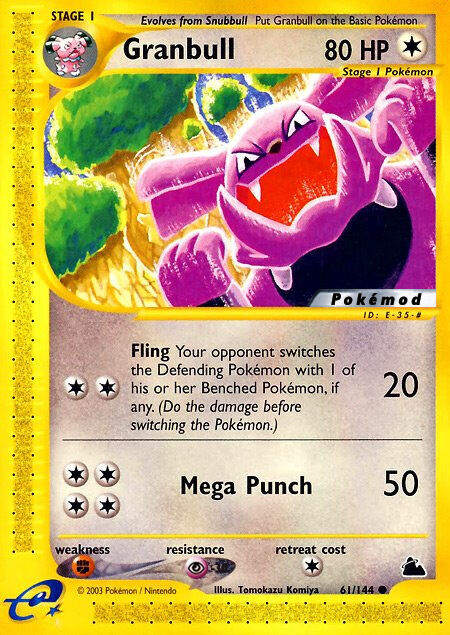 STAGE 1
Evolves from Snubbull Put Granbull on the Basic Pokémon
Granbull 80 HP
Stage 1 Pokémon
Pokémod
ID: E-35-#
Fling Your opponent switches
the Defending Pokémon with 1 of
his or her Benched Pokémon, if
any. (Do the damage before
switching the Pokémon.)
20
Mega Punch 50
weakness resistance retreat cost
© 2003 Pokémon / Nintendo Illus. Tomokazu Komiya 61/144
e